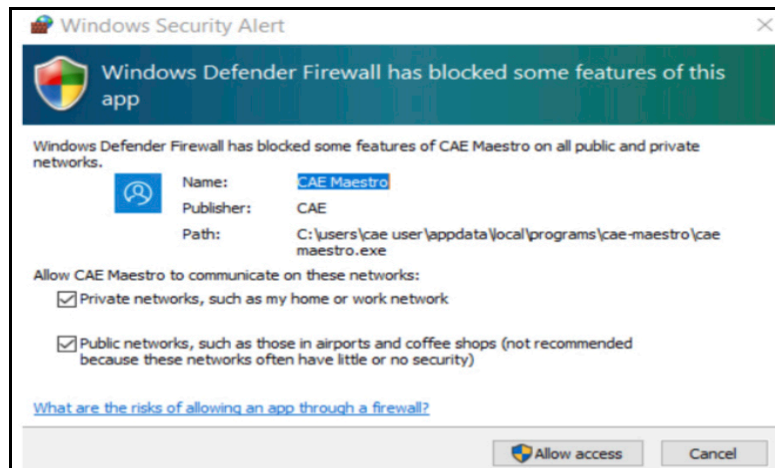 Windows Security Alert
Windows Defender Firewall has blocked some features of this
app
Windows Defender Firewall has blocked some features of CAE Maestro on all public and private
networks.
Name: CAE Maestro
Publisher: CAE
Path: C:\users\cae user\appdata\local\programs\cae-maestro\cae
maestro.exe
Allow CAE Maestro to communicate on these networks:
Private networks, such as my home or work network
Public networks, such as those in airports and coffee shops (not recommended
because these networks often have little or no security)
What are the risks of allowing an app through a firewall?
Allow access Cancel